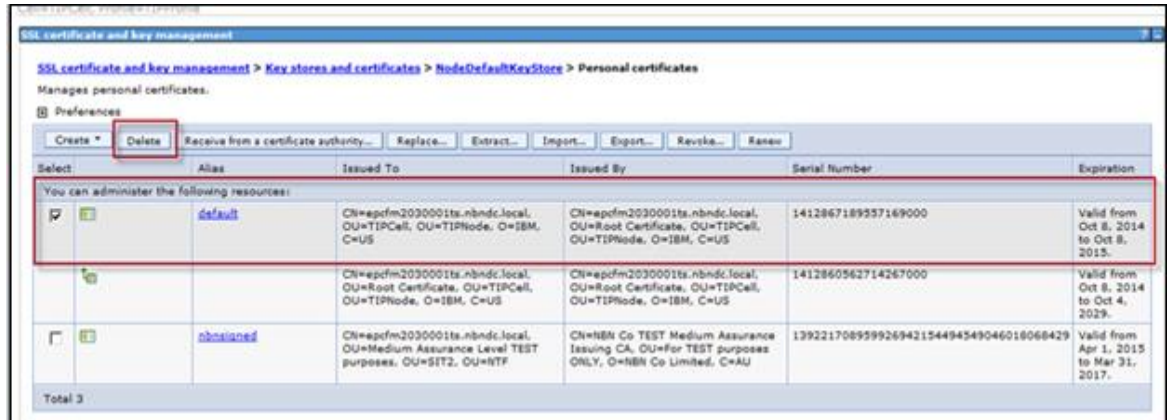 Cell=TIPCell, Profile=TIPProfile
SSL certificate and key management
SSL certificate and key management > Key stores and certificates > NodeDefaultKeyStore > Personal certificates
Manages personal certificates.
Preferences
Create Delete Receive from a certificate authority... Replace... Extract... Import... Export... Revoke... Renew
Select Alias Issued To Issued By Serial Number Expiration
You can administer the following resources:
default CN=epcfm2030001ts.nbndc.local, CN=epcfm2030001ts.nbndc.local, 1412867189557169000 Valid from
OU=TIPCell, OU=TIPNode, O=IBM, OU=Root Certificate, OU=TIPCell, Oct 8, 2014
C=US OU=TIPNode, O=IBM, C=US to Oct 8,
2015.
CN=epcfm2030001ts.nbndc.local, CN=epcfm2030001ts.nbndc.local, 1412860562714267000 Valid from
OU=Root Certificate, OU=TIPCell, OU=Root Certificate, OU=TIPCell, Oct 8, 2014
OU=TIPNode, O=IBM, C=US OU=TIPNode, O=IBM, C=US to Oct 4,
2029.
nbnsigned CN=epcfm2030001ts.nbndc.local, CN=NBN Co TEST Medium Assurance 139221708959926942154494549046018068429 Valid from
OU=Medium Assurance Level TEST Issuing CA, OU=For TEST purposes Apr 1, 2015
purposes, OU=SIT2, OU=NTF ONLY, O=NBN Co Limited, C=AU to Mar 31,
2017.
Total 3